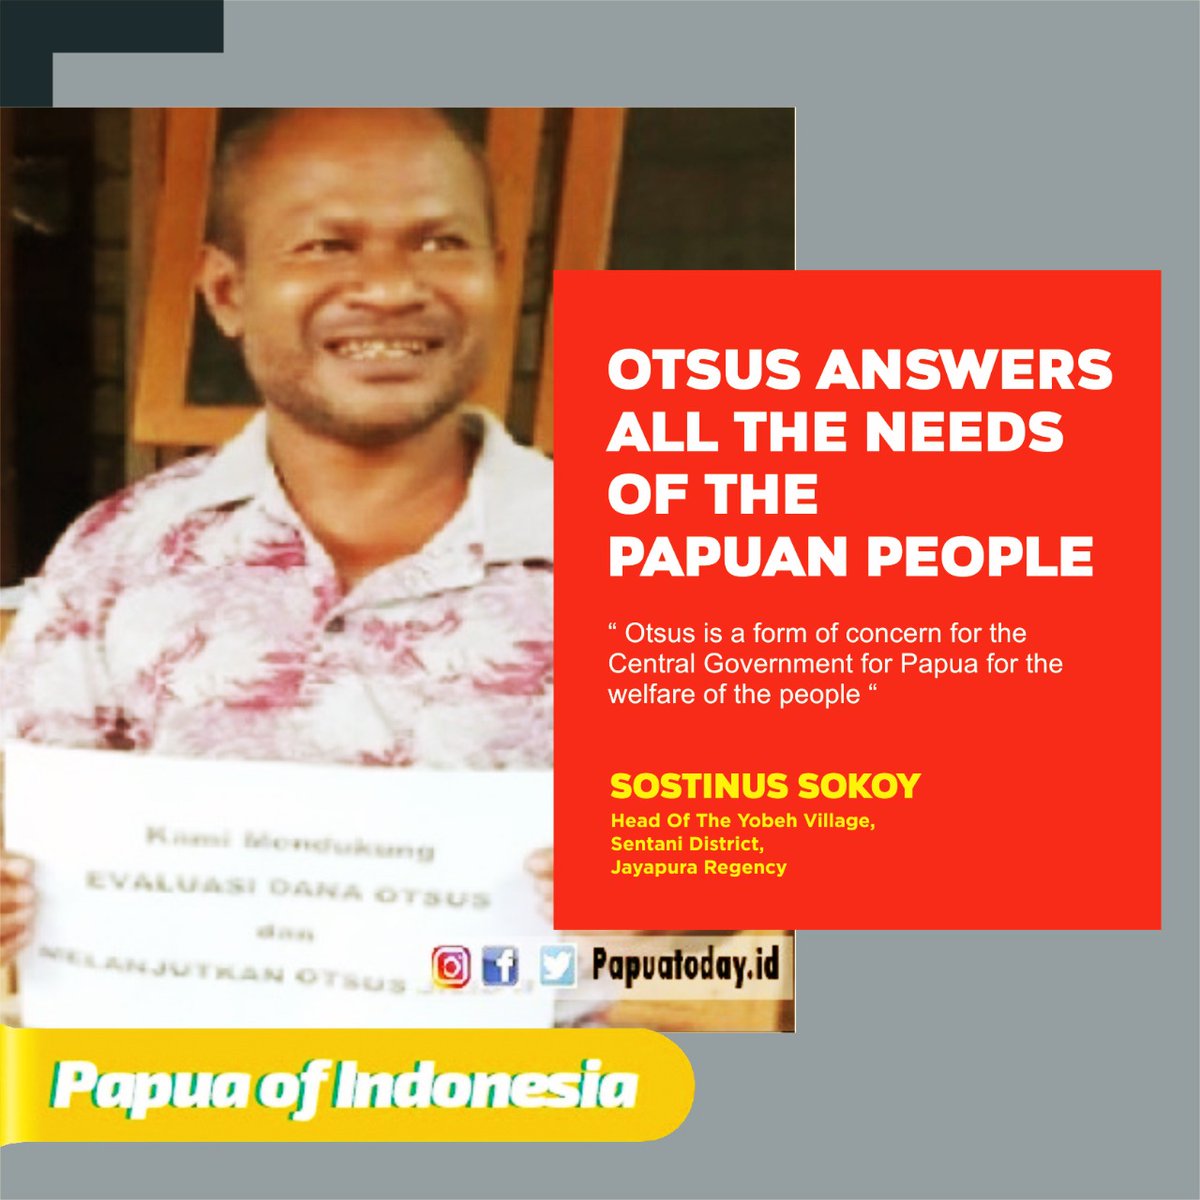 OTSUS ANSWERS
ALL THE NEEDS
OF THE
PAPUAN PEOPLE
“ Otsus is a form of concern for the
Central Government for Papua for the
welfare of the people “
SOSTINUS SOKOY
Head Of The Yobeh Village,
Sentani District,
Jayapura Regency
Kami Mendukung
EVALUASI DANA OTSUS
dan
MELANJUTKAN OTSUS
Papuatoday.id
Papua of Indonesia